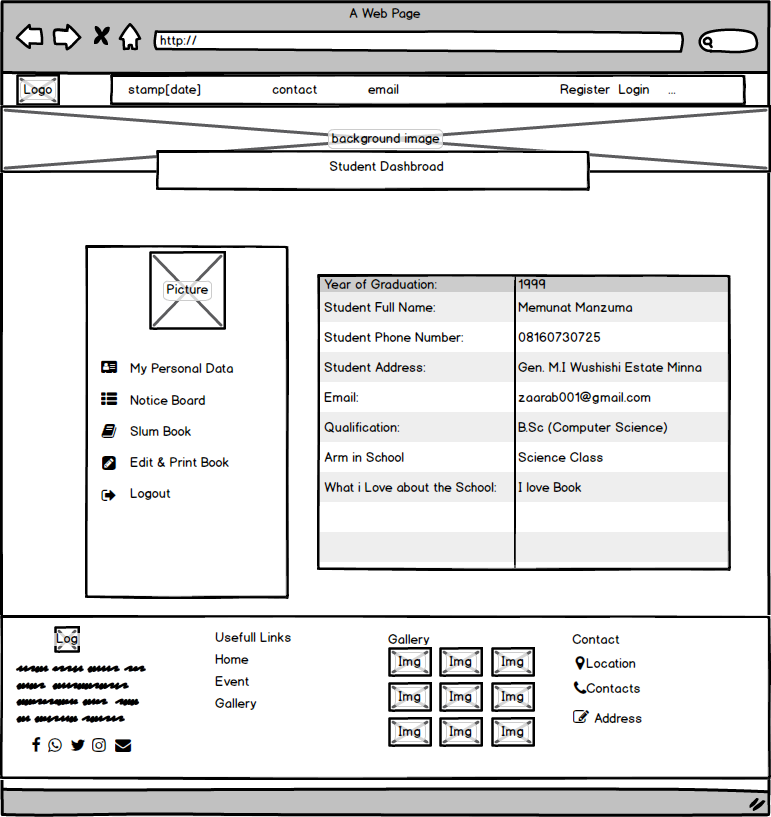 A Web Page
http://
Logo
stamp[date] contact email Register Login ...
background image
Student Dashbroad
Picture
My Personal Data
Notice Board
Slum Book
Edit & Print Book
Logout
Year of Graduation: 1999
Student Full Name: Memunat Manzuma
Student Phone Number: 08160730725
Student Address: Gen. M.I Wushishi Estate Minna
Email: zaarab001@gmail.com
Qualification: B.Sc (Computer Science)
Arm in School Science Class
What i Love about the School: I love Book
Log
Usefull Links
Home
Event
Gallery
Gallery
Img Img Img
Img Img Img
Img Img Img
Contact
Location
Contacts
Address